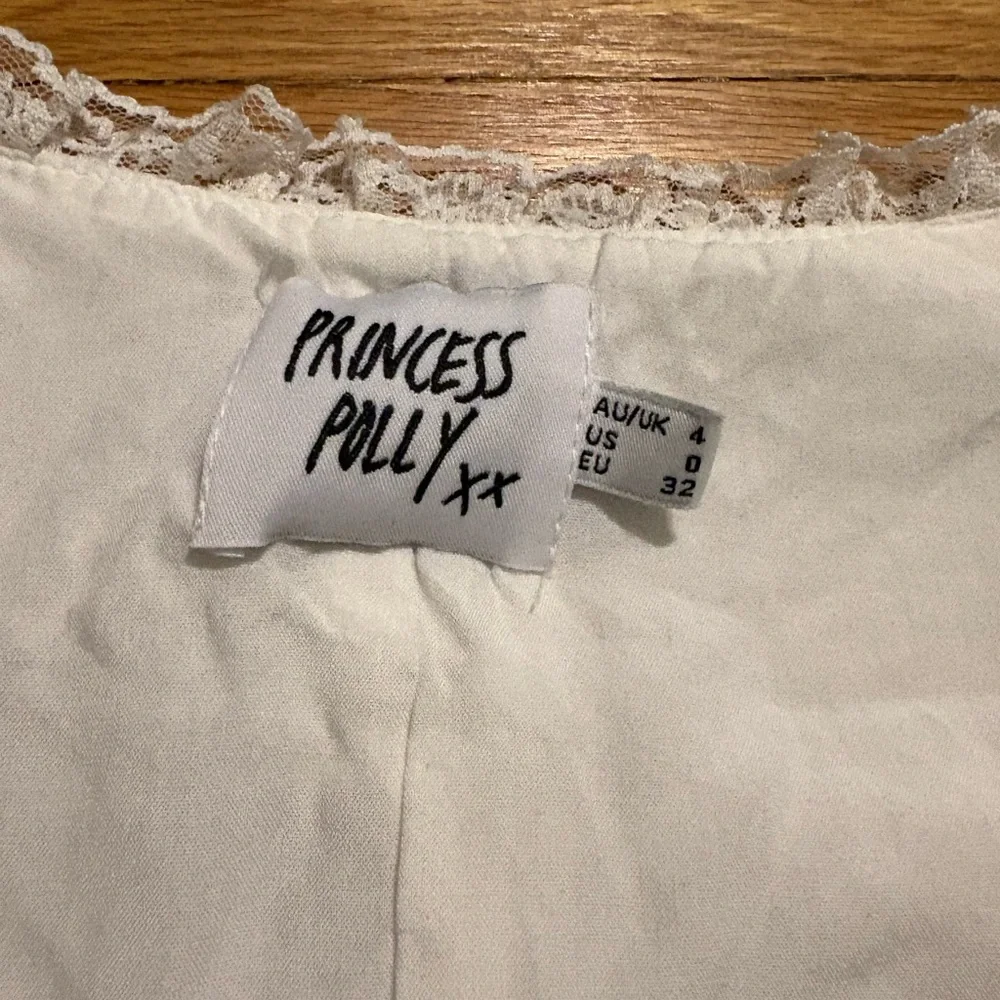 PRINCESS
POLLY xx
AU/UK 4
US 0
EU 32